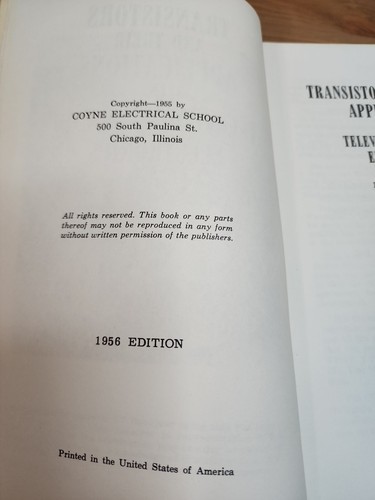 Copyright—1955 by
COYNE ELECTRICAL SCHOOL
500 South Paulina St.
Chicago, Illinois
All rights reserved. This book or any parts
thereof may not be reproduced in any form
without written permission of the publishers.
1956 EDITION
Printed in the United States of America
TRANSISTO
APP
TELEV
E